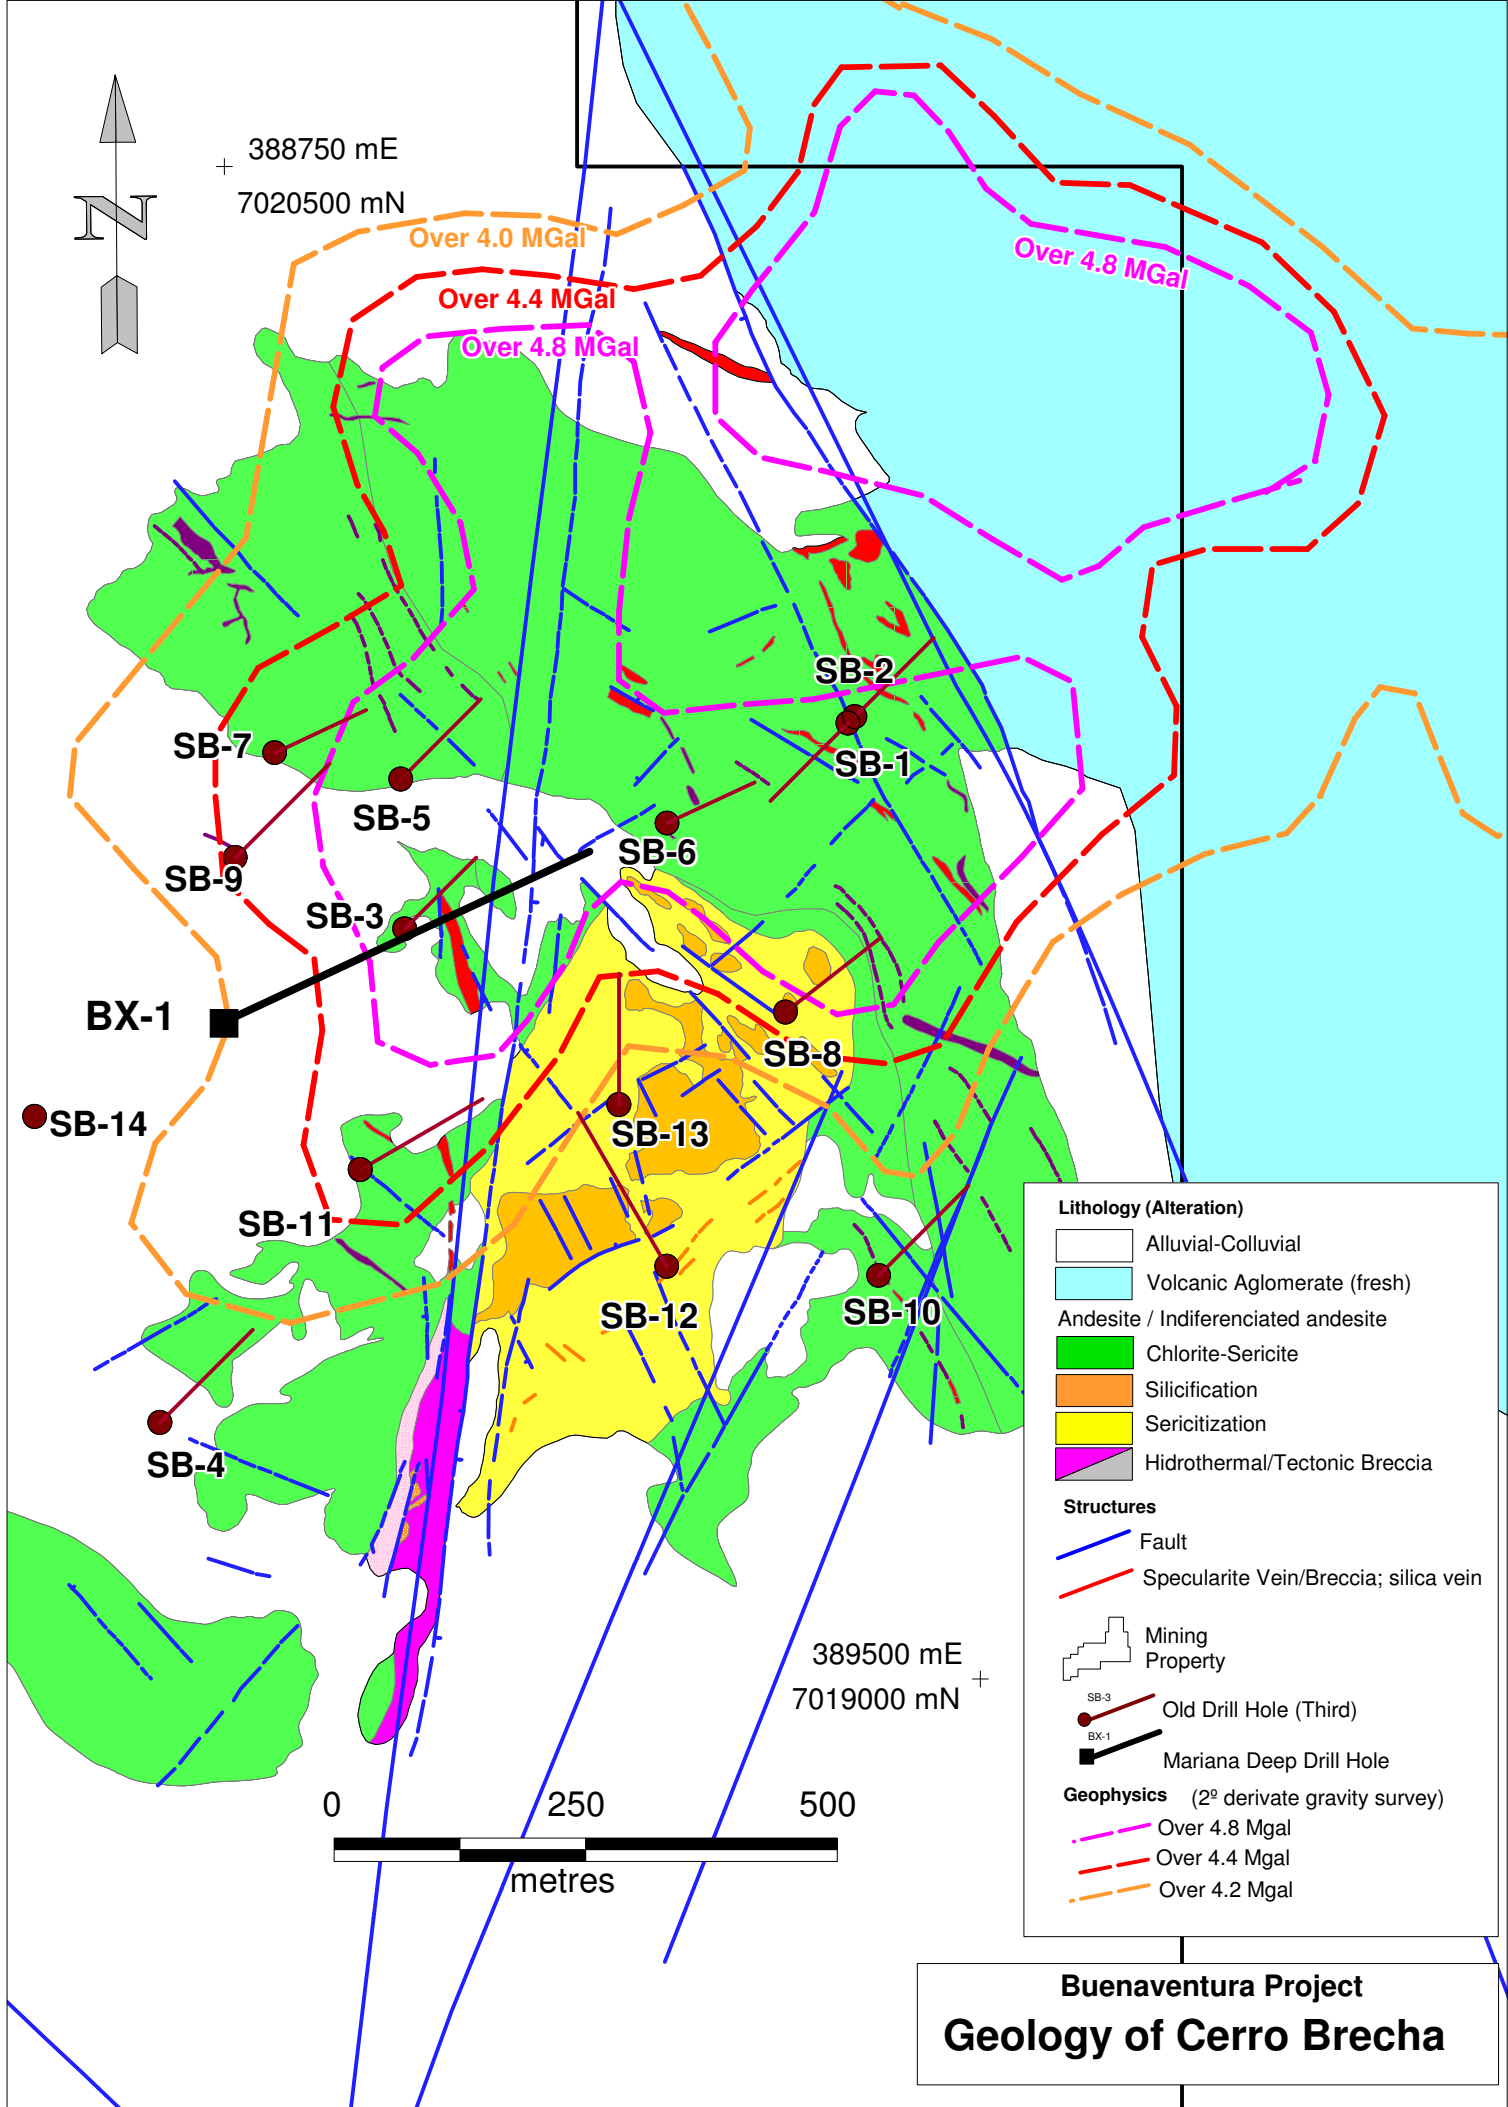 388750 mE
N
7020500 mN
Over 4.0 MGal
Over 4.8 MGal
Over 4.4 MGal
Over 4.8 MGal
SB-2
SB-7
SB-1
SB-5
SB-6
SB-9
SB-3
BX-1
SB-8
SB-14
SB-13
SB-11
SB-12
SB-10
SB-4
389500 mE
7019000 mN
0 250 500
metres
Lithology (Alteration)
Alluvial-Colluvial
Volcanic Aglomerate (fresh)
Andesite / Indiferenciated andesite
Chlorite-Sericite
Silicification
Sericitization
Hidrothermal/Tectonic Breccia
Structures
Fault
Specularite Vein/Breccia; silica vein
Mining
Property
SB-3
Old Drill Hole (Third)
BX-1
Mariana Deep Drill Hole
Geophysics (2º derivate gravity survey)
Over 4.8 Mgal
Over 4.4 Mgal
Over 4.2 Mgal
Buenaventura Project
Geology of Cerro Brecha